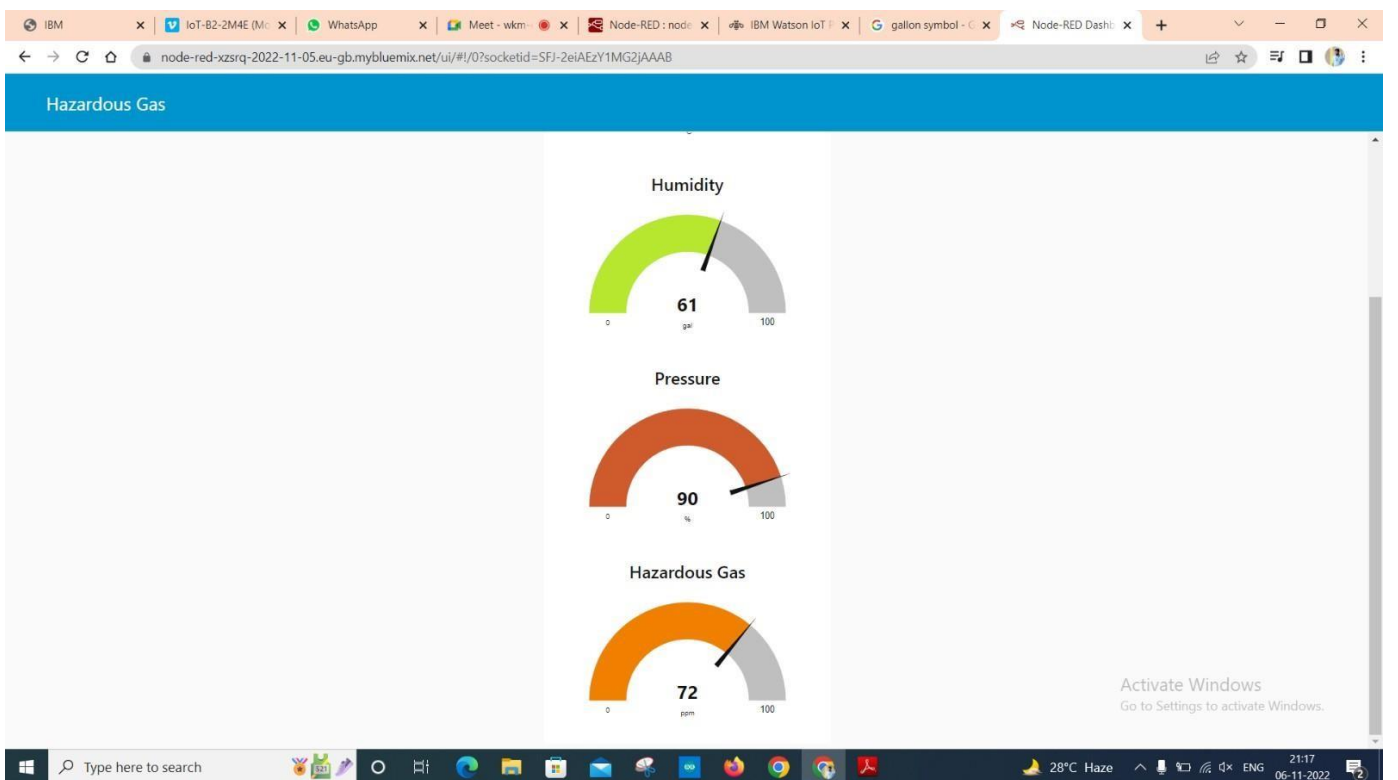 IBM
IoT-B2-2M4E (Mo
WhatsApp
Meet - wkm-
Node-RED : node
IBM Watson IoT P
gallon symbol - G
Node-RED Dashb
node-red-xzsrq-2022-11-05.eu-gb.mybluemix.net/ui/#!/0?socketid=SFJ-2eiAEzY1MG2jAAAB
Hazardous Gas
Humidity
61
0 gal 100
Pressure
90
0 % 100
Hazardous Gas
72
0 ppm 100
Activate Windows
Go to Settings to activate Windows.
Type here to search
28°C Haze
ENG
21:17
06-11-2022